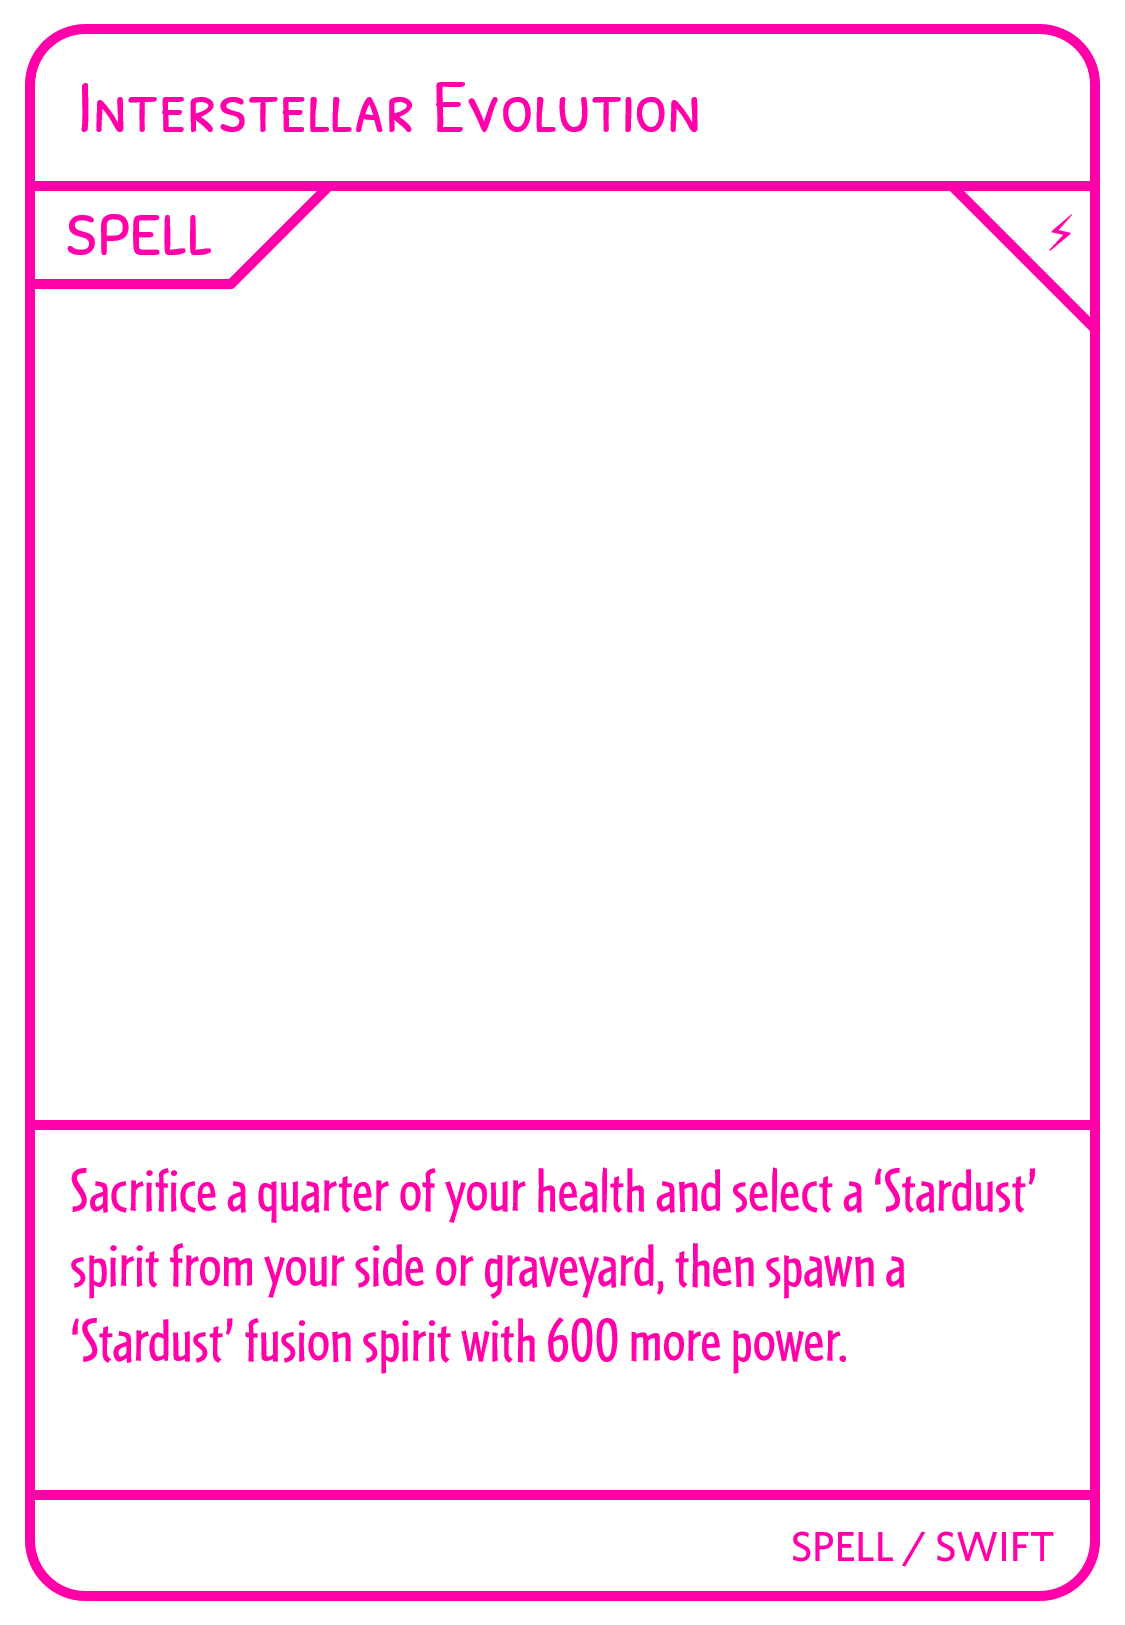 Interstellar Evolution
SPELL
⚡
Sacrifice a quarter of your health and select a ‘Stardust’
spirit from your side or graveyard, then spawn a
‘Stardust’ fusion spirit with 600 more power.
SPELL / SWIFT